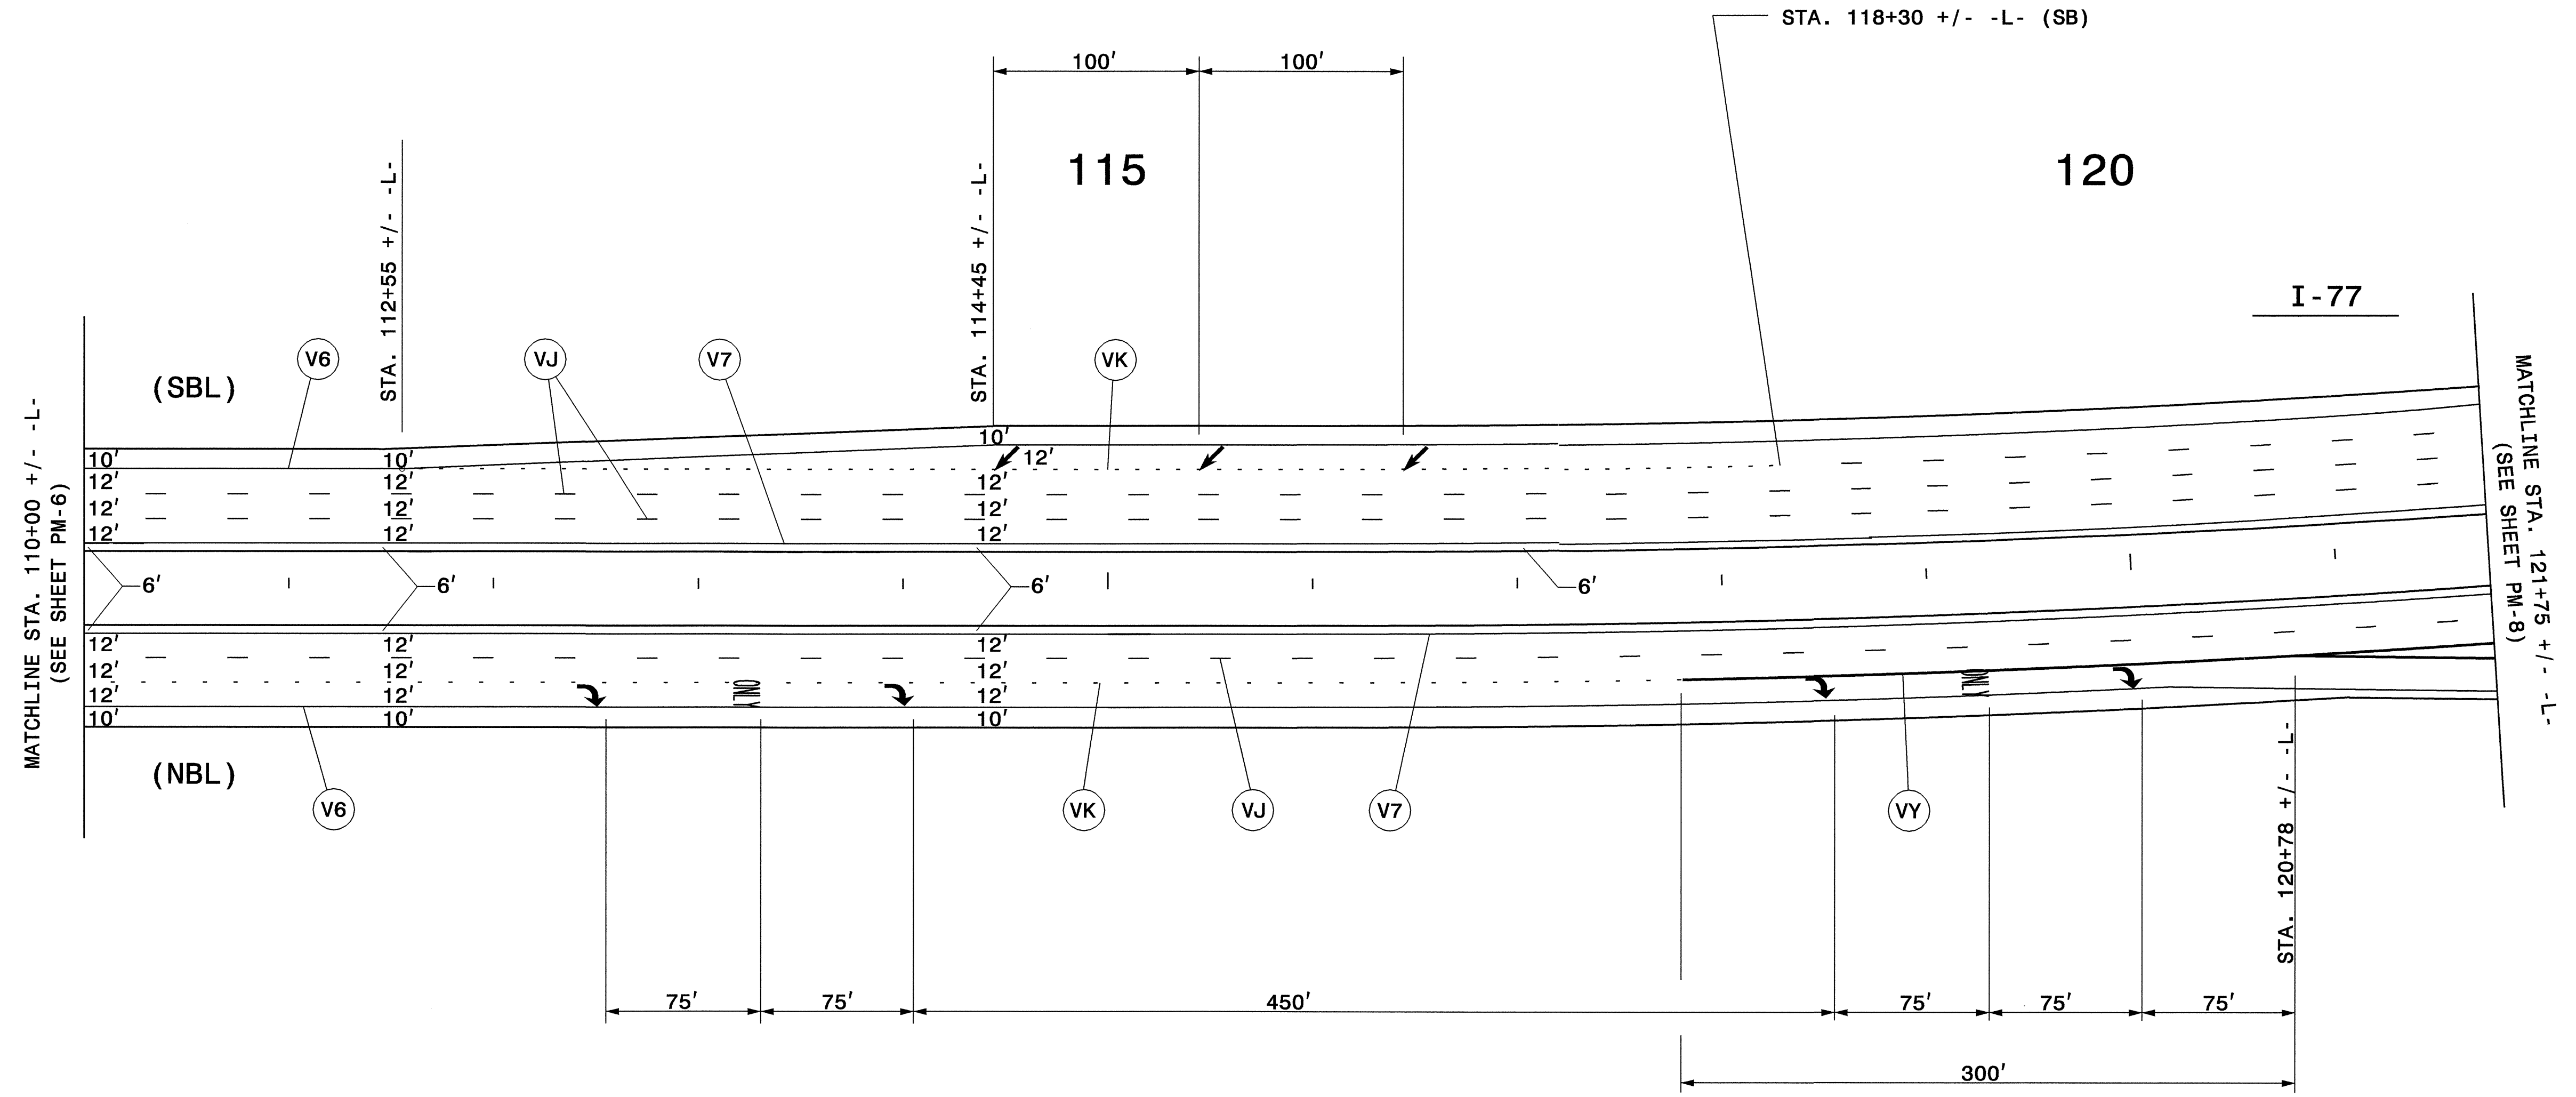 STA. 118+30 +/- -L- (SB)
100' 100'
115
120
I-77
STA. 112+55 +/- -L-
STA. 114+45 +/- -L-
V6
VJ
V7
VK
(SBL)
MATCHLINE STA. 110+00 +/- -L-
(SEE SHEET PM-6)
MATCHLINE STA. 121+75 +/- -L-
(SEE SHEET PM-8)
10' 10' 10' 12'
12' 12' 12'
12' 12' 12'
12' 12' 12'
6' 6' 6' 6'
12' 12' 12'
12' 12' 12'
12' 12' 12'
10' 10' 10'
ONLY
ONLY
(NBL)
V6
VK
VJ
V7
VY
STA. 120+78 +/- -L-
75' 75' 450' 75' 75' 75'
300'